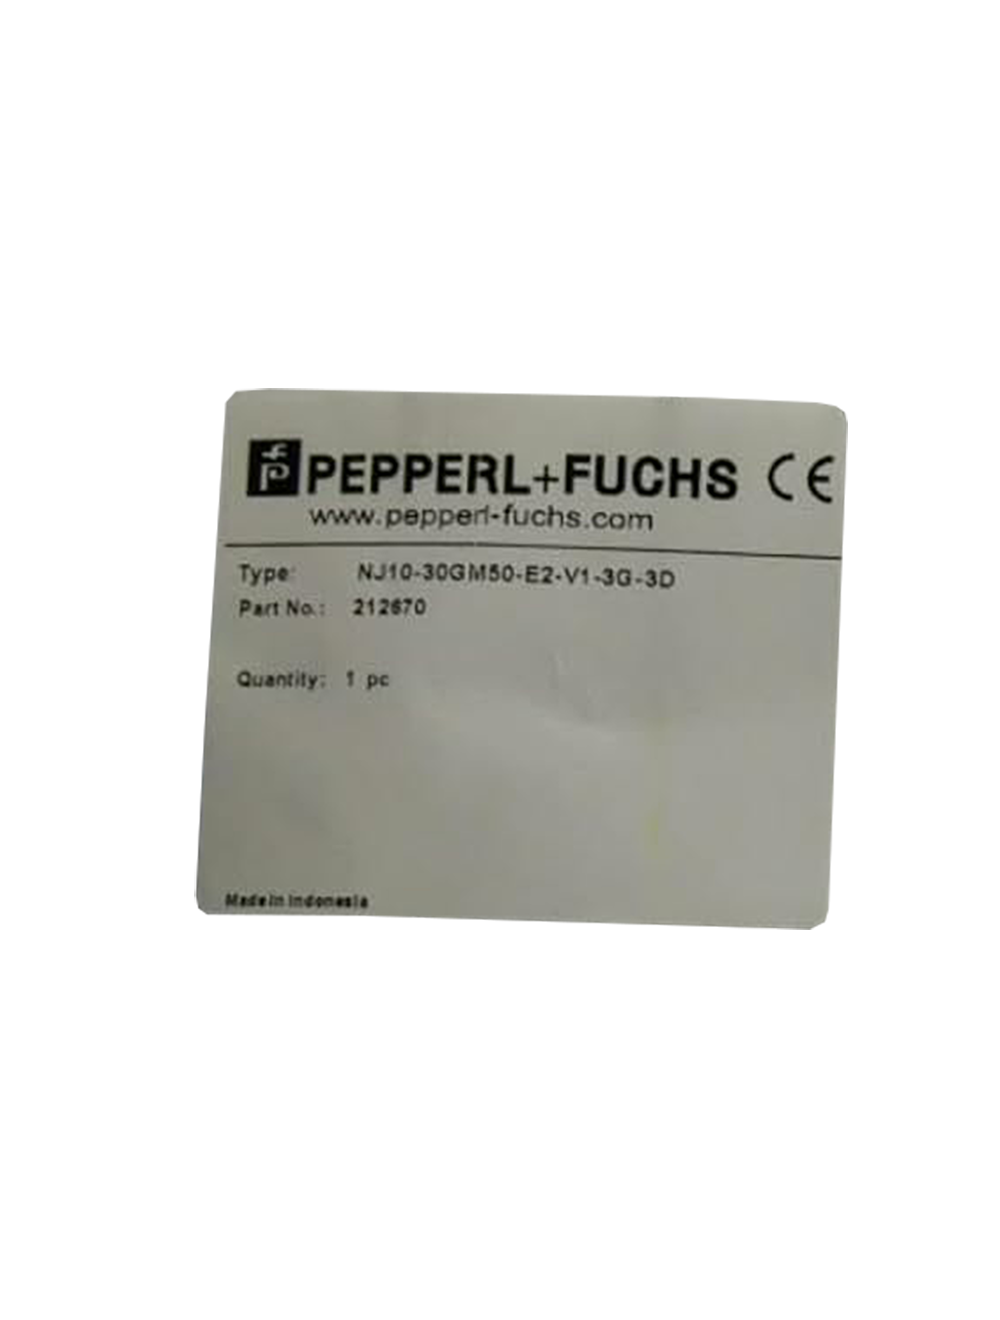 PEPPERL+FUCHS CE
www.pepperl-fuchs.com
Type: NJ10-30GM50-E2-V1-3G-3D
Part No.: 212670
Quantity: 1 pc
Made in Indonesia